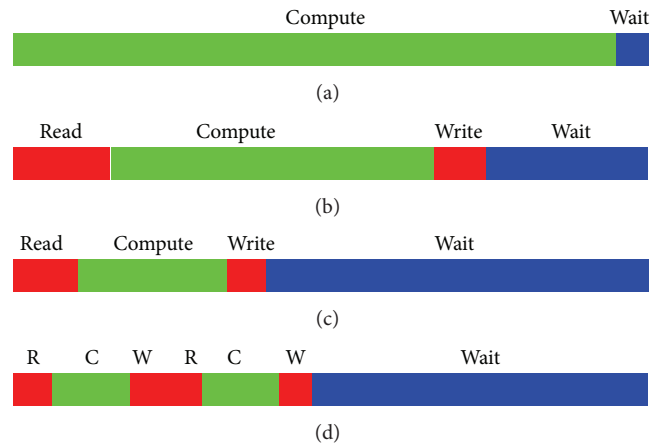 Compute Wait
(a)
Read Compute Write Wait
(b)
Read Compute Write Wait
(c)
R C W R C W Wait
(d)